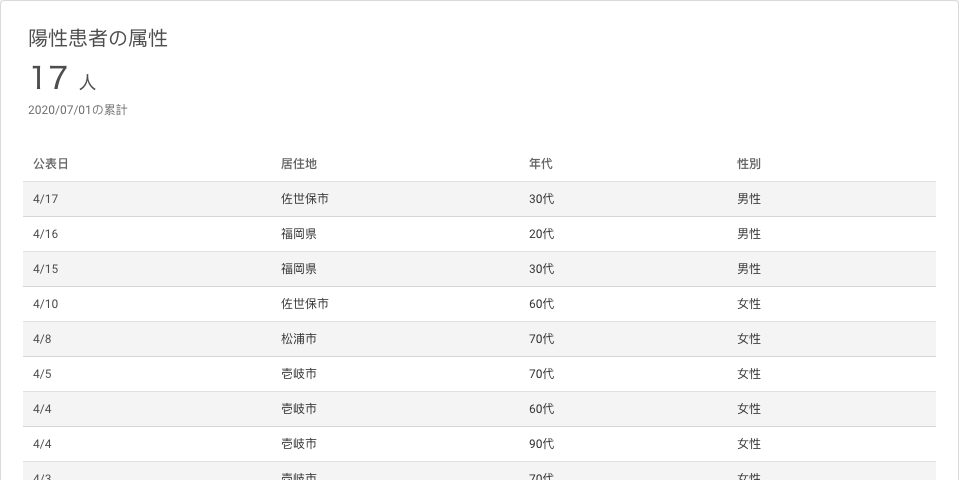 陽性患者の属性
17 人
2020/07/01の累計
公表日 居住地 年代 性別
4/17 佐世保市 30代 男性
4/16 福岡県 20代 男性
4/15 福岡県 30代 男性
4/10 佐世保市 60代 女性
4/8 松浦市 70代 女性
4/5 壱岐市 70代 女性
4/4 壱岐市 60代 女性
4/4 壱岐市 90代 女性
4/3 壱岐市 70代 女性